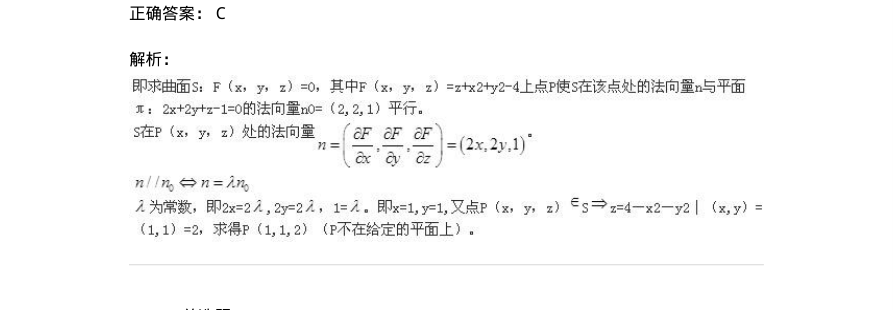 正确答案: C
解析:
即求曲面S: F (x, y, z) =0, 其中F (x, y, z) =z+x2+y2-4上点P使S在该点处的法向量n与平面
π: 2x+2y+z-1=0的法向量n0= (2,2,1) 平行。
S在P (x, y, z) 处的法向量 n=(∂F/∂x, ∂F/∂y, ∂F/∂z)=(2x,2y,1)。
n//n₀⇔n=λn₀
λ为常数, 即2x=2λ,2y=2λ, 1=λ。即x=1,y=1,又点P (x, y, z) ∈S⇒z=4—x2—y2| (x,y) =
(1,1) =2, 求得P (1,1,2) (P不在给定的平面上)。